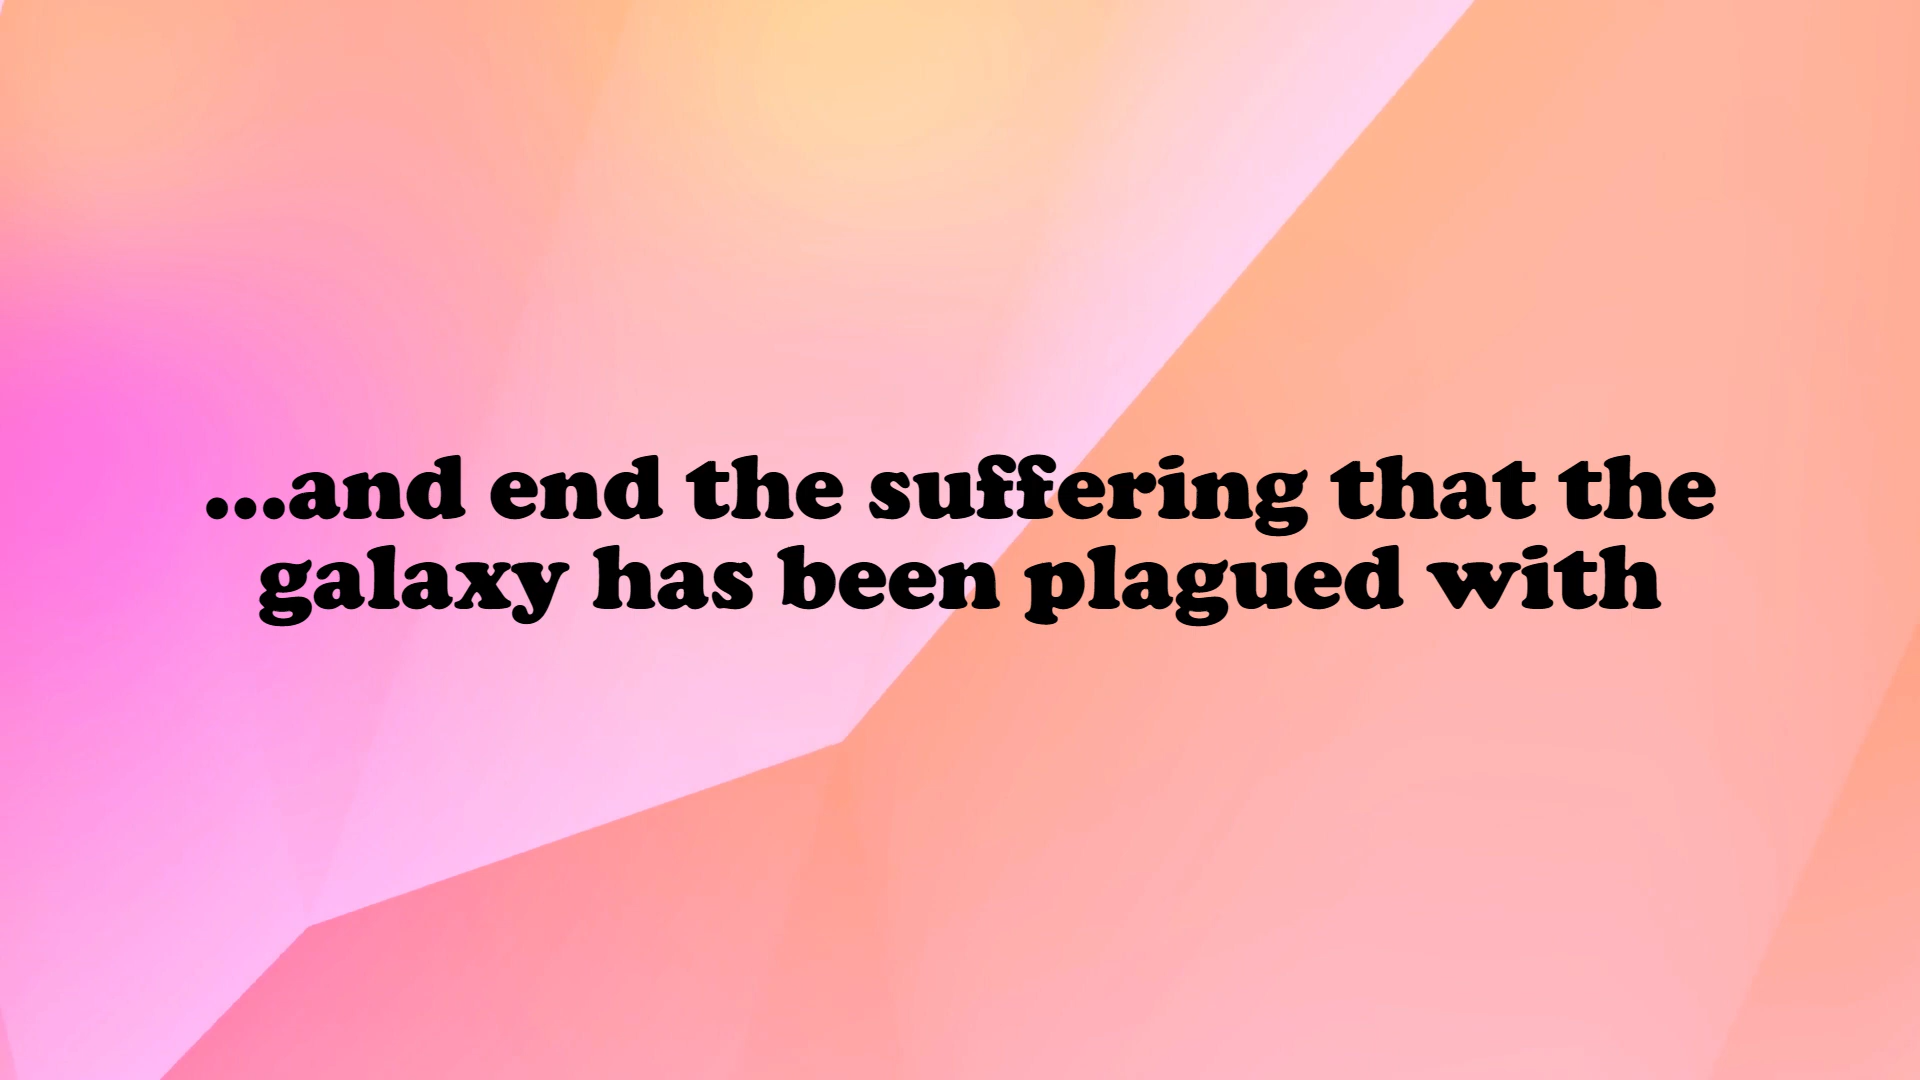 ...and end the suffering that the
galaxy has been plagued with